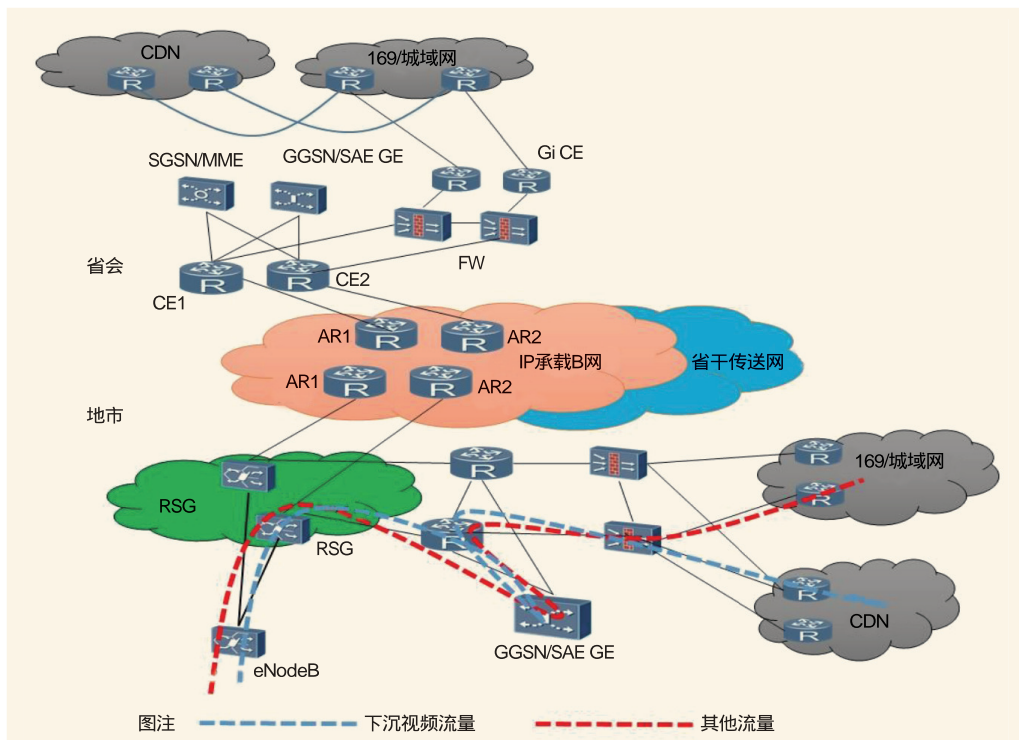 CDN
169/城域网
R
R
R
R
SGSN/MME
GGSN/SAE GE
Gi CE
R
R
省会
FW
R
R
CE1
CE2
AR1
R
R
AR2
IP承载B网
省干传送网
AR1
R
R
AR2
地市
R
R
169/城域网
RSG
R
R
RSG
R
CDN
R
GGSN/SAE GE
eNodeB
图注
下沉视频流量
其他流量